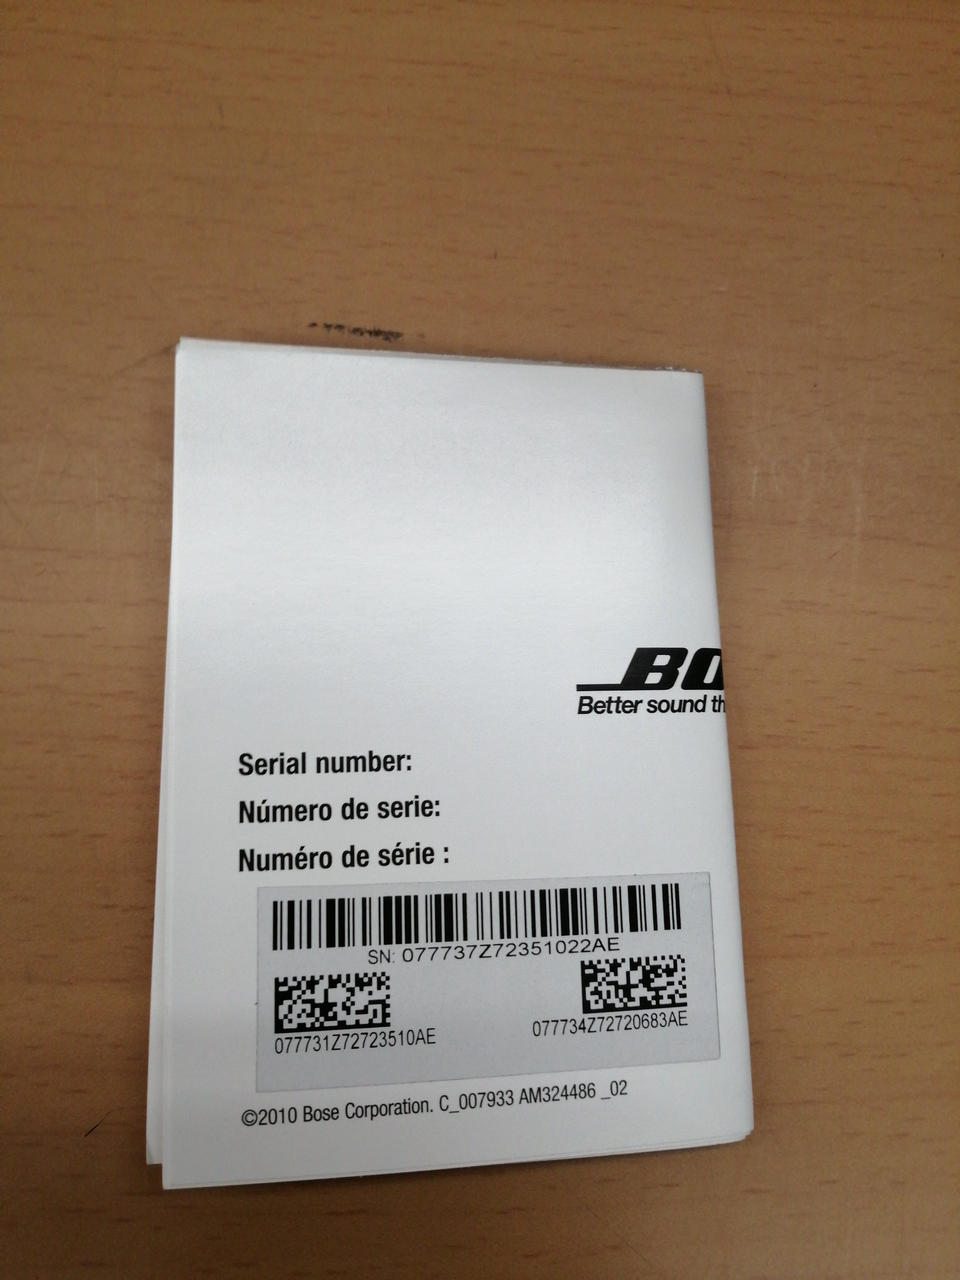 BO
Better sound th
Serial number:
Número de serie:
Numéro de série :
SN: 077737Z72351022AE
077731Z72723510AE
077734Z72720683AE
©2010 Bose Corporation. C_007933 AM324486 _02